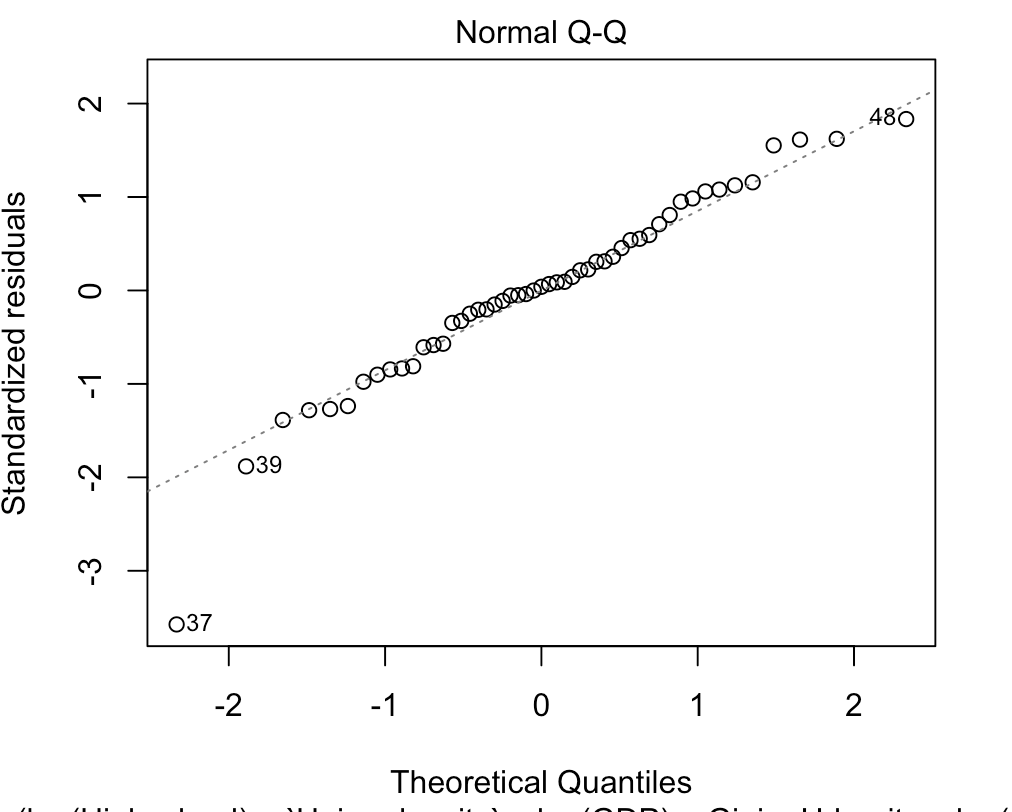 Normal Q-Q
Standardized residuals
2
1
0
-1
-2
-3
48
39
37
-2 -1 0 1 2
Theoretical Quantiles